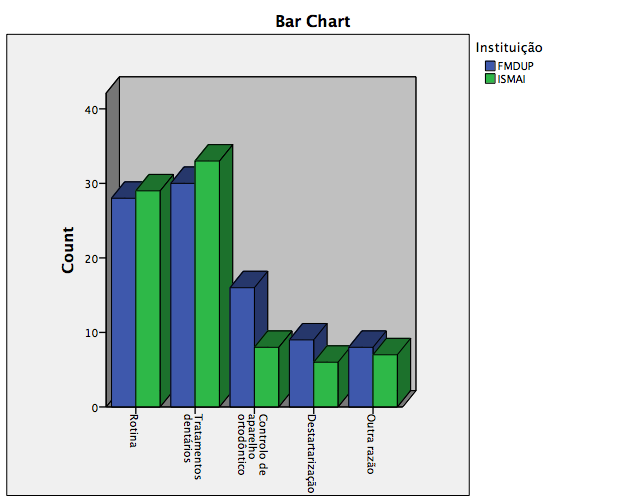 Bar Chart
Instituição
FMDUP
ISMAI
Count
40
30
20
10
0
Rotina
Tratamentos
dentários
Controlo de
aparelho
ortodôntico
Destartarização
Outra razão